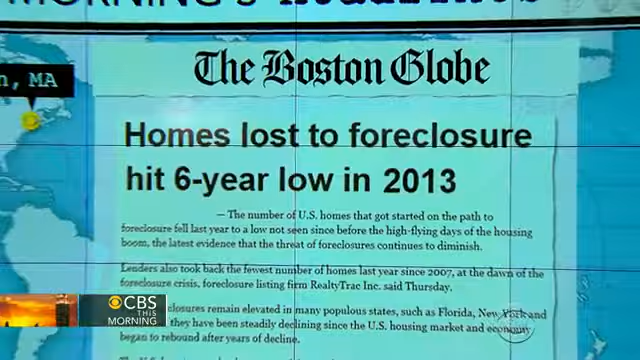 MORNING'S HEADLINES
n, MA
The Boston Globe
Homes lost to foreclosure
hit 6-year low in 2013
— The number of U.S. homes that got started on the path to
foreclosure fell last year to a low not seen since before the high-flying days of the housing
boom, the latest evidence that the threat of foreclosures continues to diminish.
Lenders also took back the fewest number of homes last year since 2007, at the dawn of the
foreclosure crisis, foreclosure listing firm RealtyTrac Inc. said Thursday.
closures remain elevated in many populous states, such as Florida, New York and
they have been steadily declining since the U.S. housing market and economy
began to rebound after years of decline.
CBS
THIS
MORNING